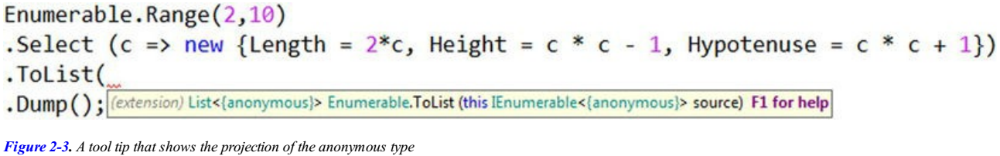 Enumerable.Range(2,10)
.Select (c => new {Length = 2*c, Height = c * c - 1, Hypotenuse = c * c + 1})
.ToList(
.Dump(); (extension) List<{anonymous}> Enumerable.ToList (this IEnumerable<{anonymous}> source) F1 for help
Figure 2-3. A tool tip that shows the projection of the anonymous type